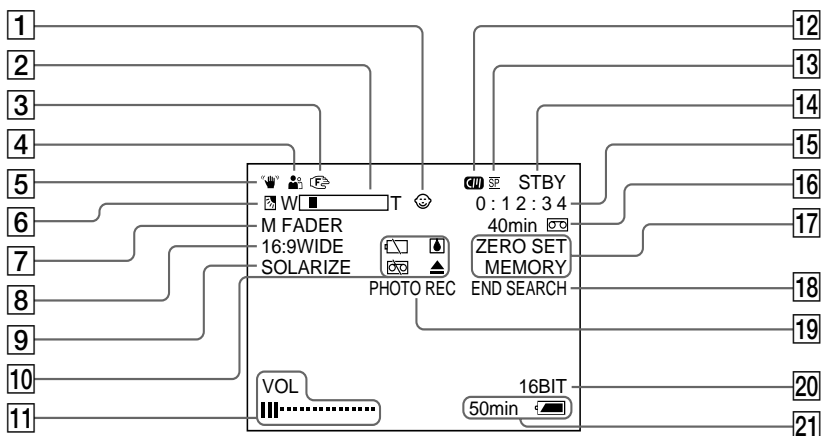 1
2
3
4
5
6
7
8
9
10
11
12
13
14
15
16
17
18
19
20
21
SP STBY
W T 0:12:34
M FADER 40min
16:9WIDE ZERO SET
SOLARIZE MEMORY
PHOTO REC END SEARCH
VOL 16BIT
50min